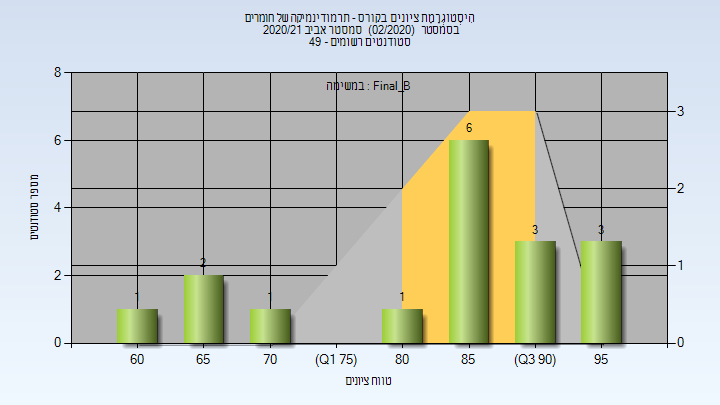 היסטוגרמת ציונים בקורס - תרמודינמיקה של חומרים
בסמסטר (02/2020) סמסטר אביב 2020/21
סטודנטים רשומים - 49
במשימה : Final_B
מספר סטודנטים
8
6
4
2
0
3
2
1
0
1
2
1
1
6
3
3
60
65
70
(Q1 75)
80
85
(Q3 90)
95
טווח ציונים